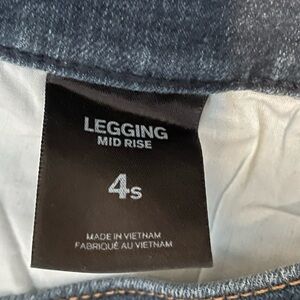 LEGGING
MID RISE
4s
MADE IN VIETNAM
FABRIQUÉ AU VIETNAM